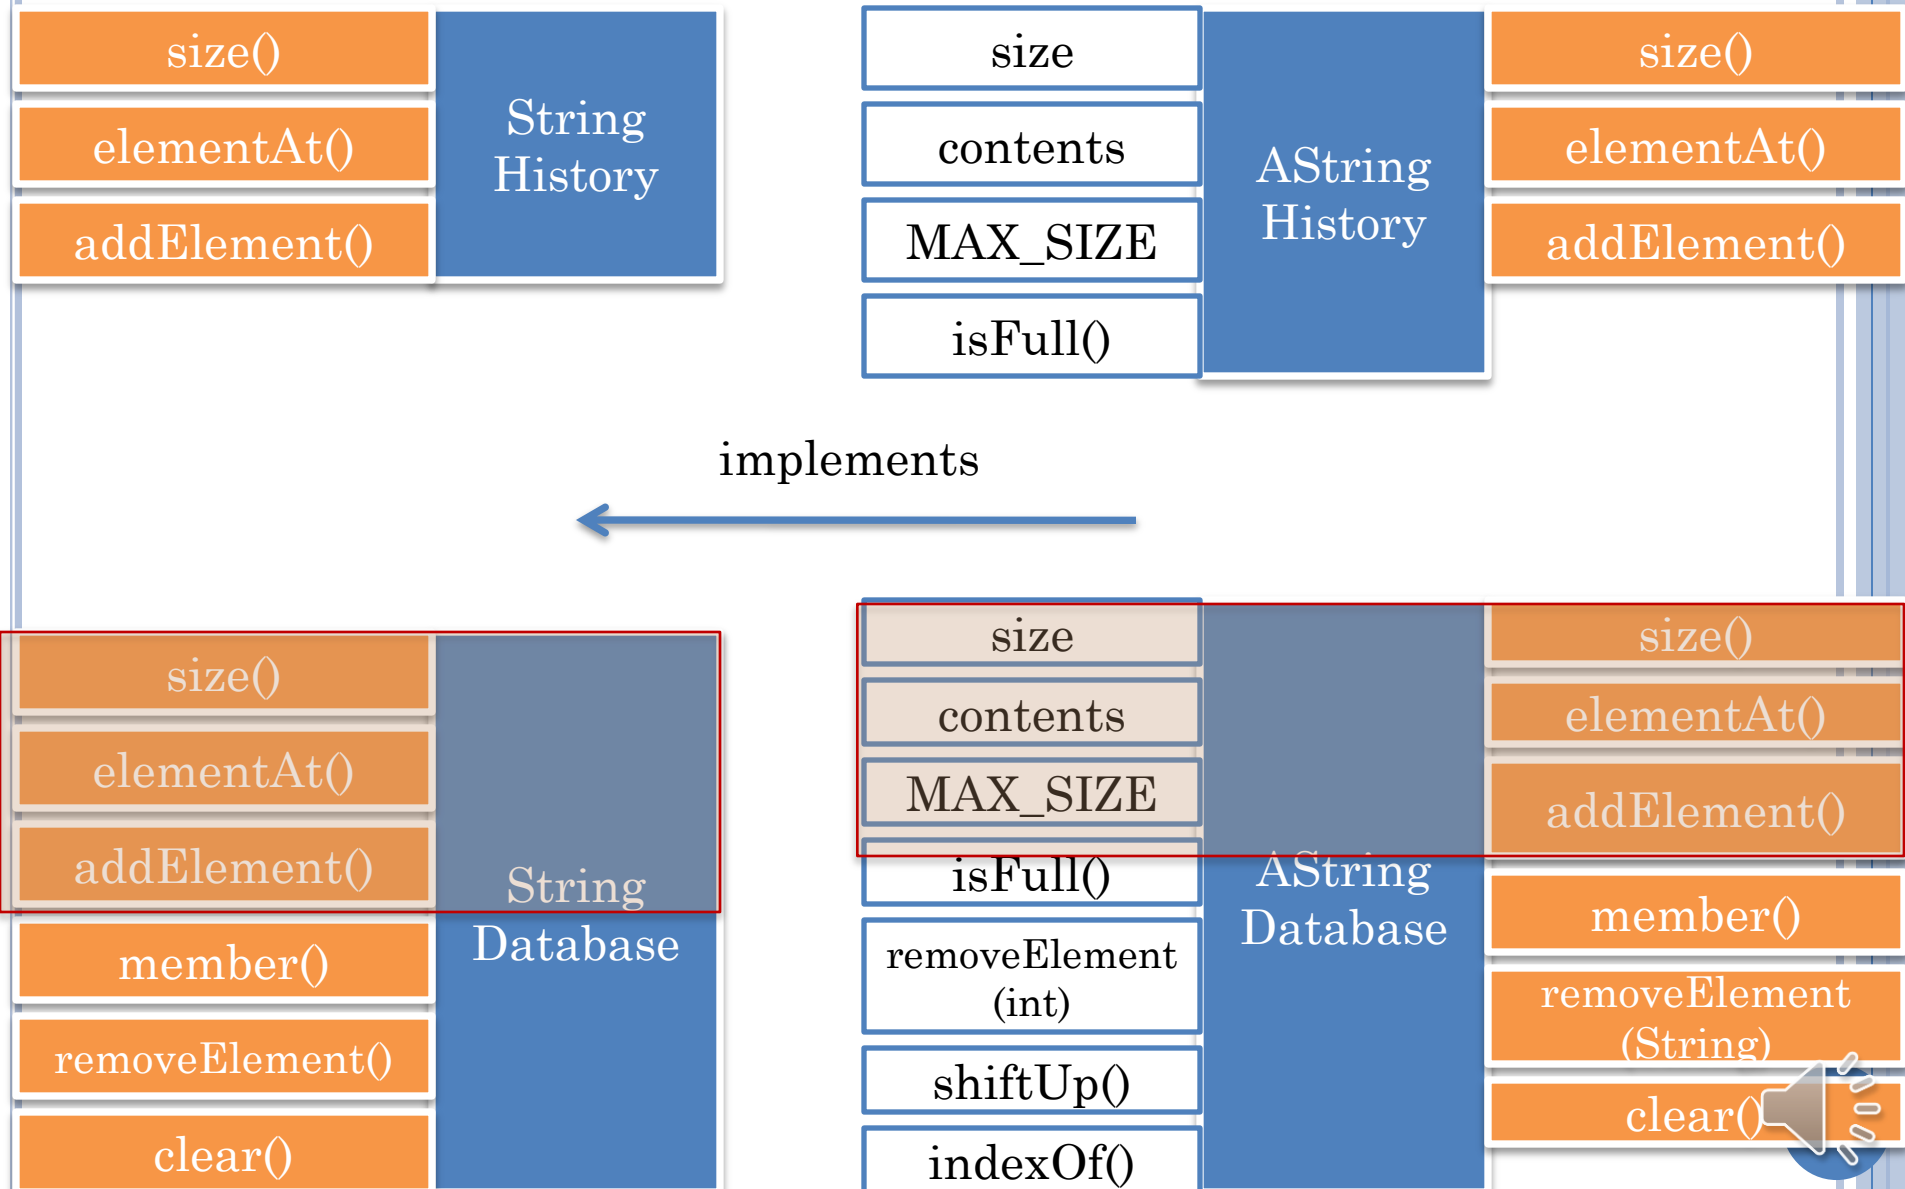 size()
elementAt()
addElement()
String
History
size
contents
MAX_SIZE
isFull()
AString
History
size()
elementAt()
addElement()
implements
size()
elementAt()
addElement()
member()
removeElement()
clear()
String
Database
size
contents
MAX_SIZE
isFull()
removeElement
(int)
shiftUp()
indexOf()
AString
Database
size()
elementAt()
addElement()
member()
removeElement
(String)
clear()